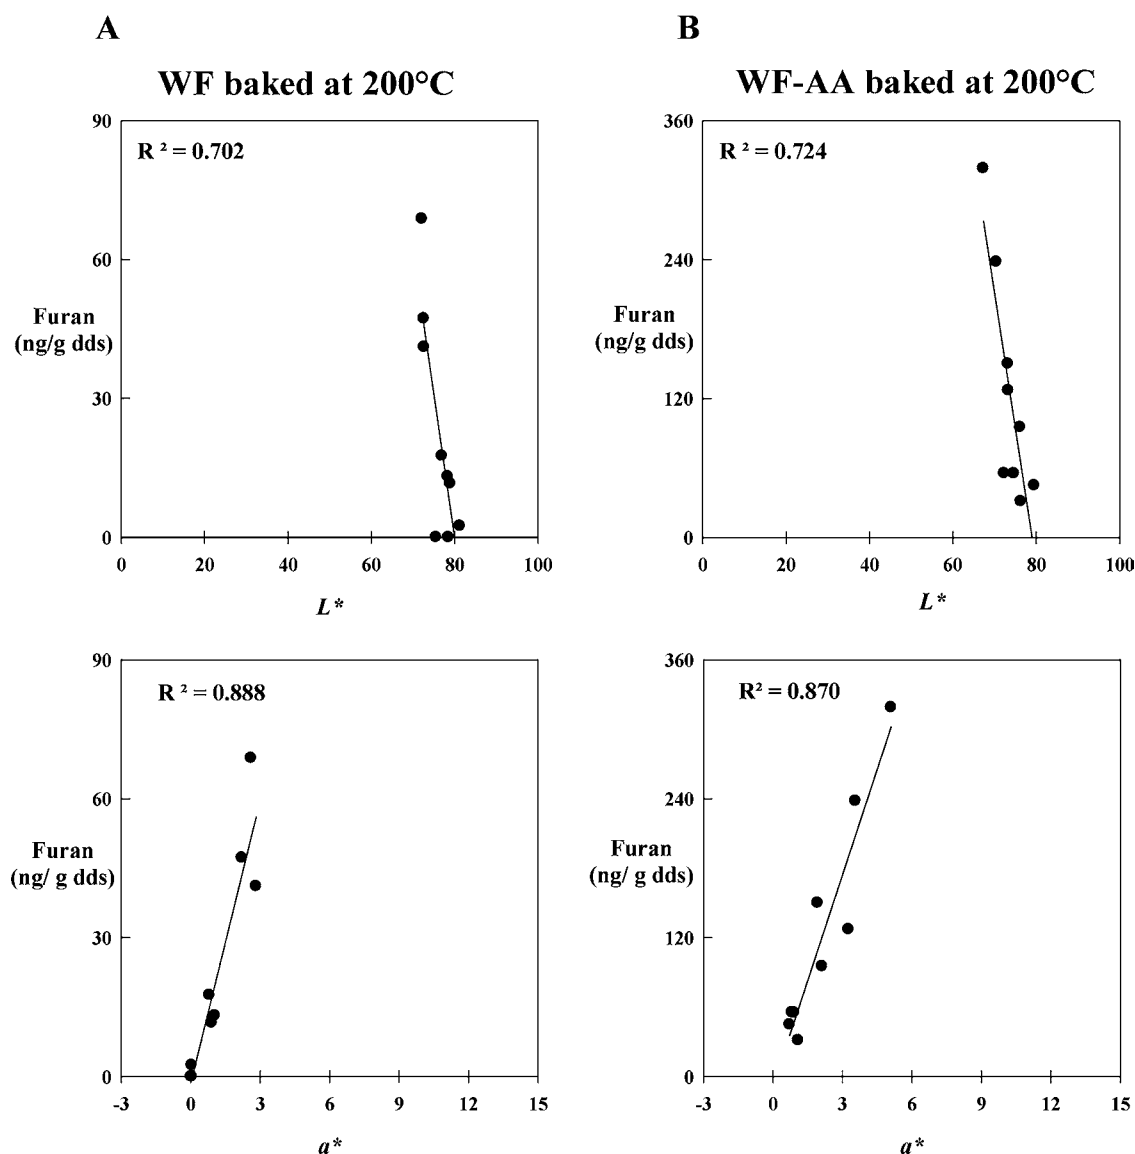 A
B
WF baked at 200°C
WF-AA baked at 200°C
90
R ² = 0.702
60
Furan
(ng/g dds)
30
0
0 20 40 60 80 100
L*
360
R ² = 0.724
240
Furan
(ng/g dds)
120
0
0 20 40 60 80 100
L*
90
R ² = 0.888
60
Furan
(ng/ g dds)
30
0
-3 0 3 6 9 12 15
a*
360
R² = 0.870
240
Furan
(ng/ g dds)
120
0
-3 0 3 6 9 12 15
a*